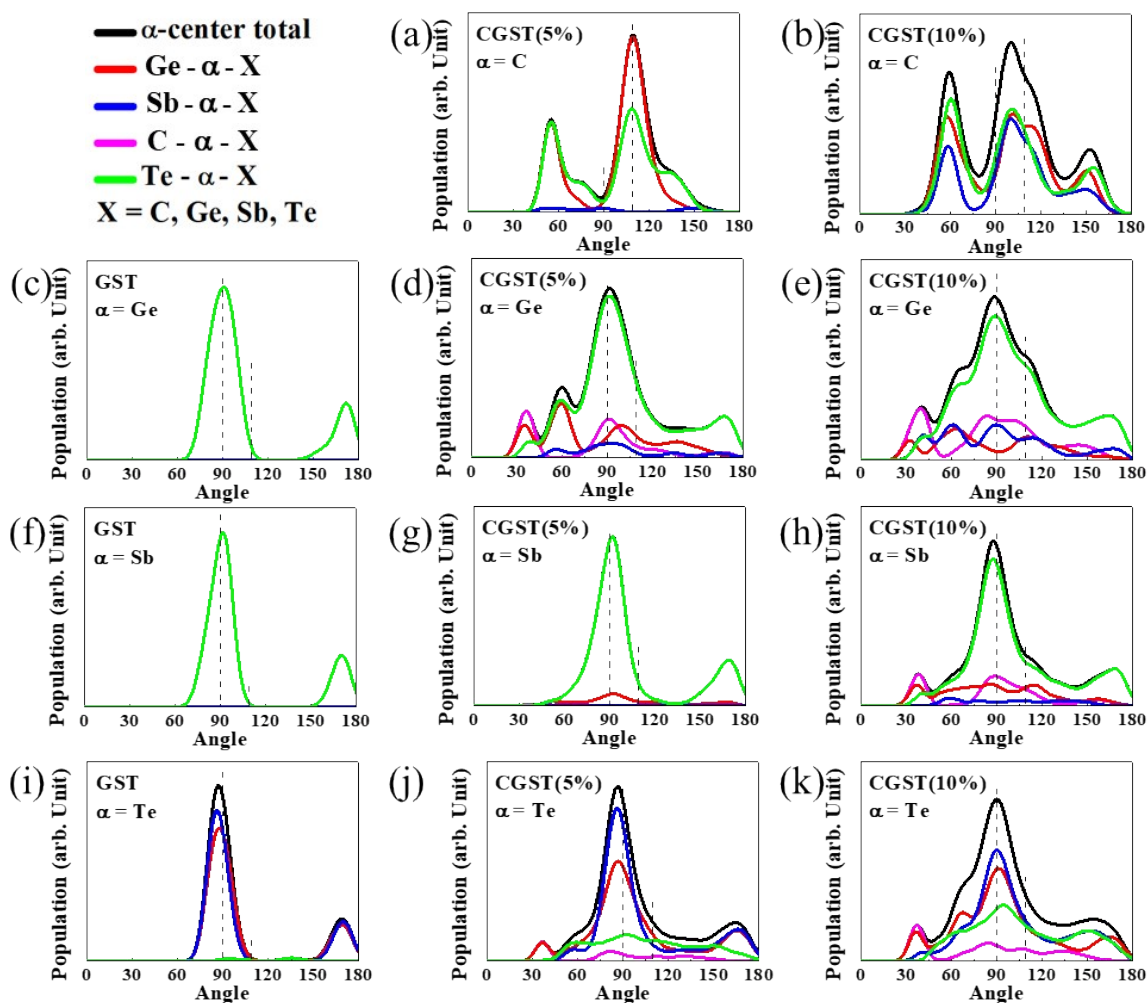 α-center total
Ge - α - X
Sb - α - X
C - α - X
Te - α - X
X = C, Ge, Sb, Te
(a)
CGST(5%)
α = C
Population (arb. Unit)
0 30 60 90 120 150 180
Angle
(b)
CGST(10%)
α = C
Population (arb. Unit)
0 30 60 90 120 150 180
Angle
(c)
GST
α = Ge
Population (arb. Unit)
0 30 60 90 120 150 180
Angle
(d)
CGST(5%)
α = Ge
Population (arb. Unit)
0 30 60 90 120 150 180
Angle
(e)
CGST(10%)
α = Ge
Population (arb. Unit)
0 30 60 90 120 150 180
Angle
(f)
GST
α = Sb
Population (arb. Unit)
0 30 60 90 120 150 180
Angle
(g)
CGST(5%)
α = Sb
Population (arb. Unit)
0 30 60 90 120 150 180
Angle
(h)
CGST(10%)
α = Sb
Population (arb. Unit)
0 30 60 90 120 150 180
Angle
(i)
GST
α = Te
Population (arb. Unit)
0 30 60 90 120 150 180
Angle
(j)
CGST(5%)
α = Te
Population (arb. Unit)
0 30 60 90 120 150 180
Angle
(k)
CGST(10%)
α = Te
Population (arb. Unit)
0 30 60 90 120 150 180
Angle